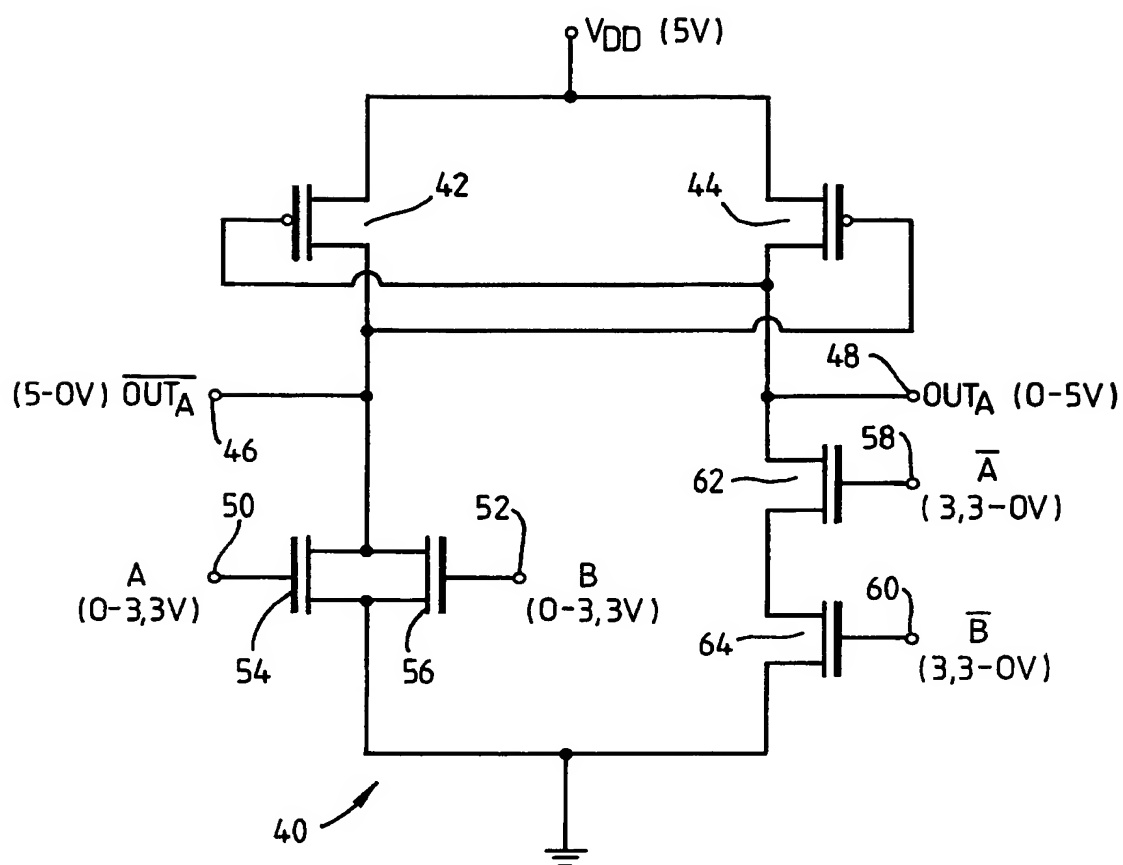 V_DD (5V)
42
44
48
(5-0V) O̅U̅T̅_A̅
OUT_A (0-5V)
46
58
62
A̅
(3,3-0V)
50
52
A
(0-3,3V)
B
(0-3,3V)
54
56
60
64
B̅
(3,3-0V)
40